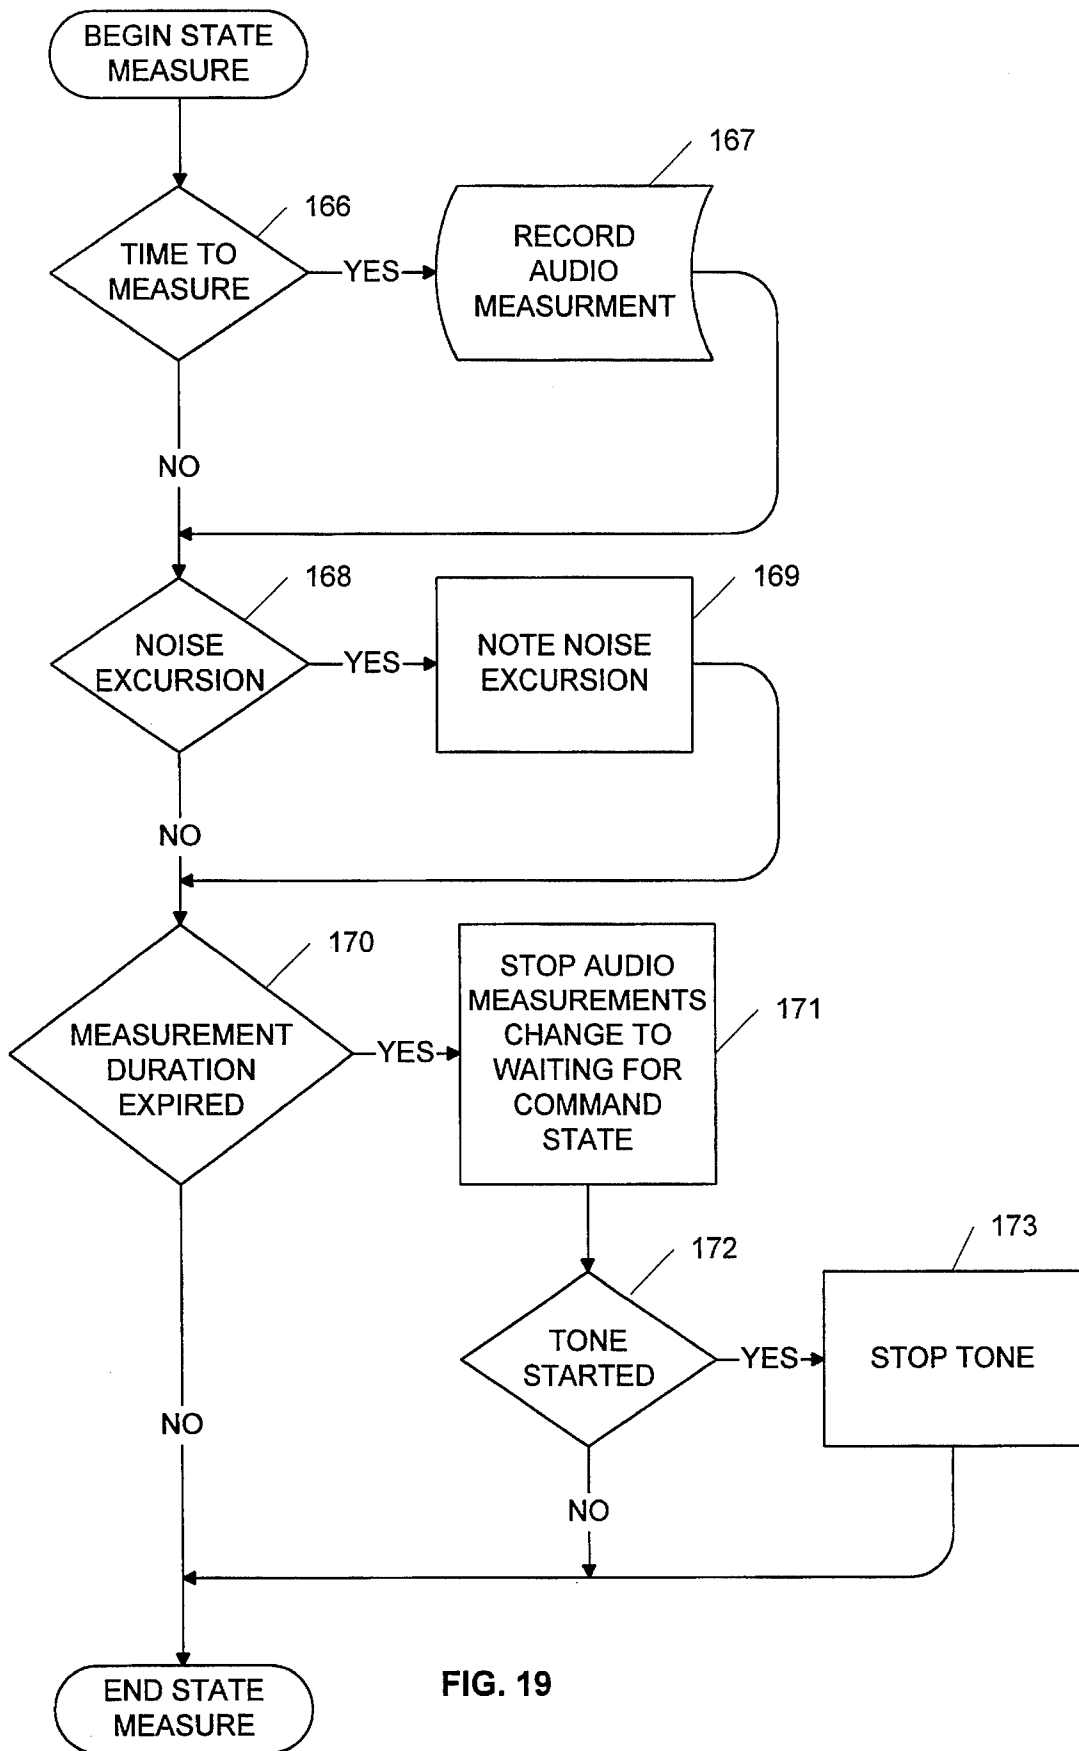 BEGIN STATE
MEASURE
167
166
TIME TO
MEASURE
YES
RECORD
AUDIO
MEASURMENT
NO
168
169
NOISE
EXCURSION
YES
NOTE NOISE
EXCURSION
NO
170
MEASUREMENT
DURATION
EXPIRED
YES
STOP AUDIO
MEASUREMENTS
CHANGE TO
WAITING FOR
COMMAND
STATE
171
172
173
TONE
STARTED
YES
STOP TONE
NO
NO
END STATE
MEASURE
FIG. 19